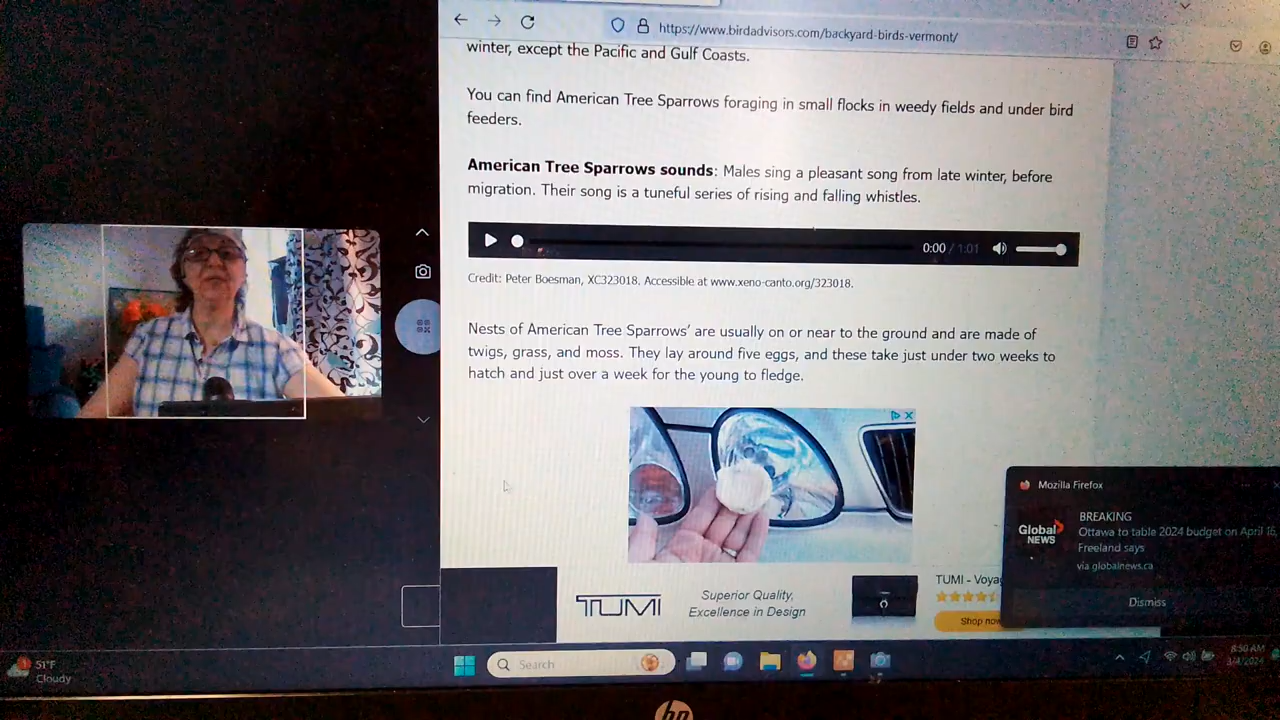 https://www.birdadvisors.com/backyard-birds-vermont/
winter, except the Pacific and Gulf Coasts.
You can find American Tree Sparrows foraging in small flocks in weedy fields and under bird
feeders.
American Tree Sparrows sounds: Males sing a pleasant song from late winter, before
migration. Their song is a tuneful series of rising and falling whistles.
0:00 / 1:01
Credit: Peter Boesman, XC323018. Accessible at www.xeno-canto.org/323018.
Nests of American Tree Sparrows' are usually on or near to the ground and are made of
twigs, grass, and moss. They lay around five eggs, and these take just under two weeks to
hatch and just over a week for the young to fledge.
Mozilla Firefox
Global
NEWS
BREAKING
Ottawa to table 2024 budget on April 16,
Freeland says
via globalnews.ca
Dismiss
TUMI
Superior Quality,
Excellence in Design
TUMI - Voya
Shop now
51°F
Cloudy
Search
8:50 AM
3/4/2024
hp